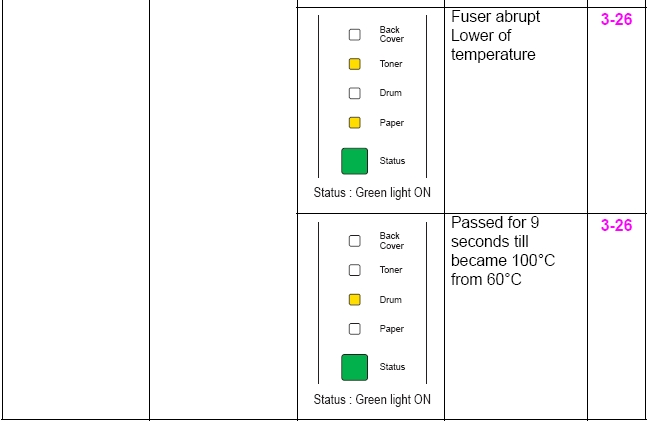 Back
Cover
Toner
Drum
Paper
Status
Status : Green light ON
Fuser abrupt
Lower of
temperature
3-26
Back
Cover
Toner
Drum
Paper
Status
Status : Green light ON
Passed for 9
seconds till
became 100°C
from 60°C
3-26